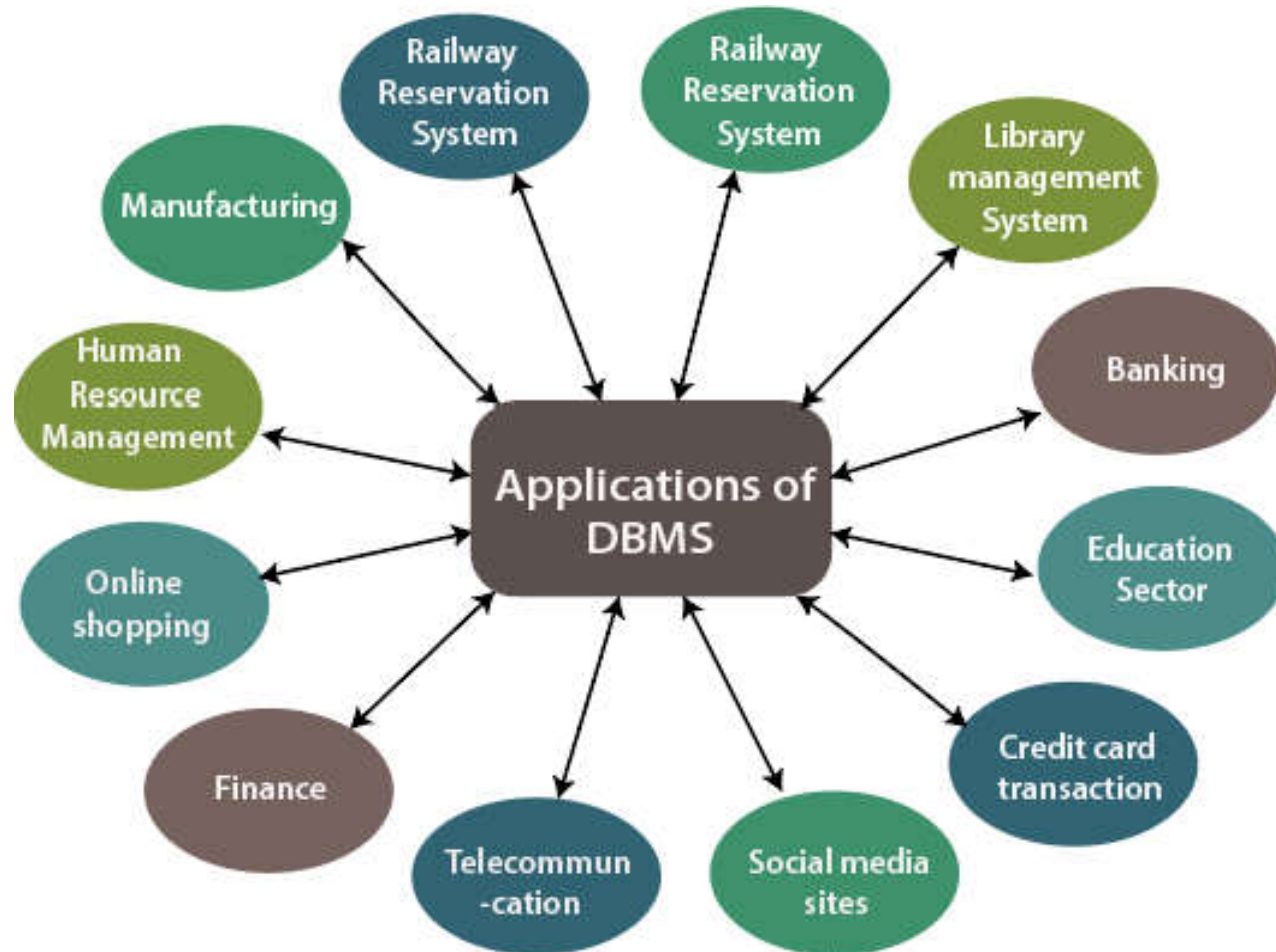 Railway
Reservation
System
Railway
Reservation
System
Library
management
System
Manufacturing
Banking
Human
Resource
Management
Applications of
DBMS
Education
Sector
Online
shopping
Credit card
transaction
Finance
Telecommun
-cation
Social media
sites